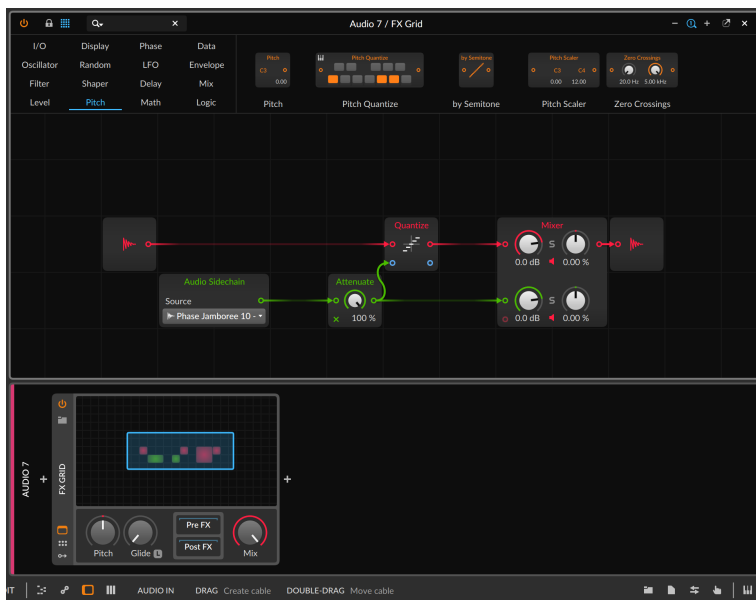 Audio 7 / FX Grid
I/O Display Phase Data
Oscillator Random LFO Envelope
Filter Shaper Delay Mix
Level Pitch Math Logic
Pitch
C3
0.00
Pitch
Pitch Quantize
Pitch Quantize
by Semitone
by Semitone
Pitch Scaler
C3 C4
0.00 12.00
Pitch Scaler
Zero Crossings
20.0 Hz 5.00 kHz
Zero Crossings
Quantize
Mixer
S
0.0 dB 0.00 %
Audio Sidechain
Source
Phase Jamboree 10 -
Attenuate
100 %
S
0.0 dB 0.00 %
AUDIO 7
FX GRID
Pitch Glide L
Pre FX
Post FX
Mix
IT AUDIO IN DRAG Create cable DOUBLE-DRAG Move cable